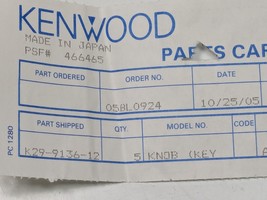 KENWOOD
MADE IN JAPAN
PSF# 466465
PARTS CAR
PART ORDERED ORDER NO. DATE
058L0924 10/25/05
PART SHIPPED QTY. MODEL NO. CODE
K29-9136-12 5 KNOB (KEY
PC 1280